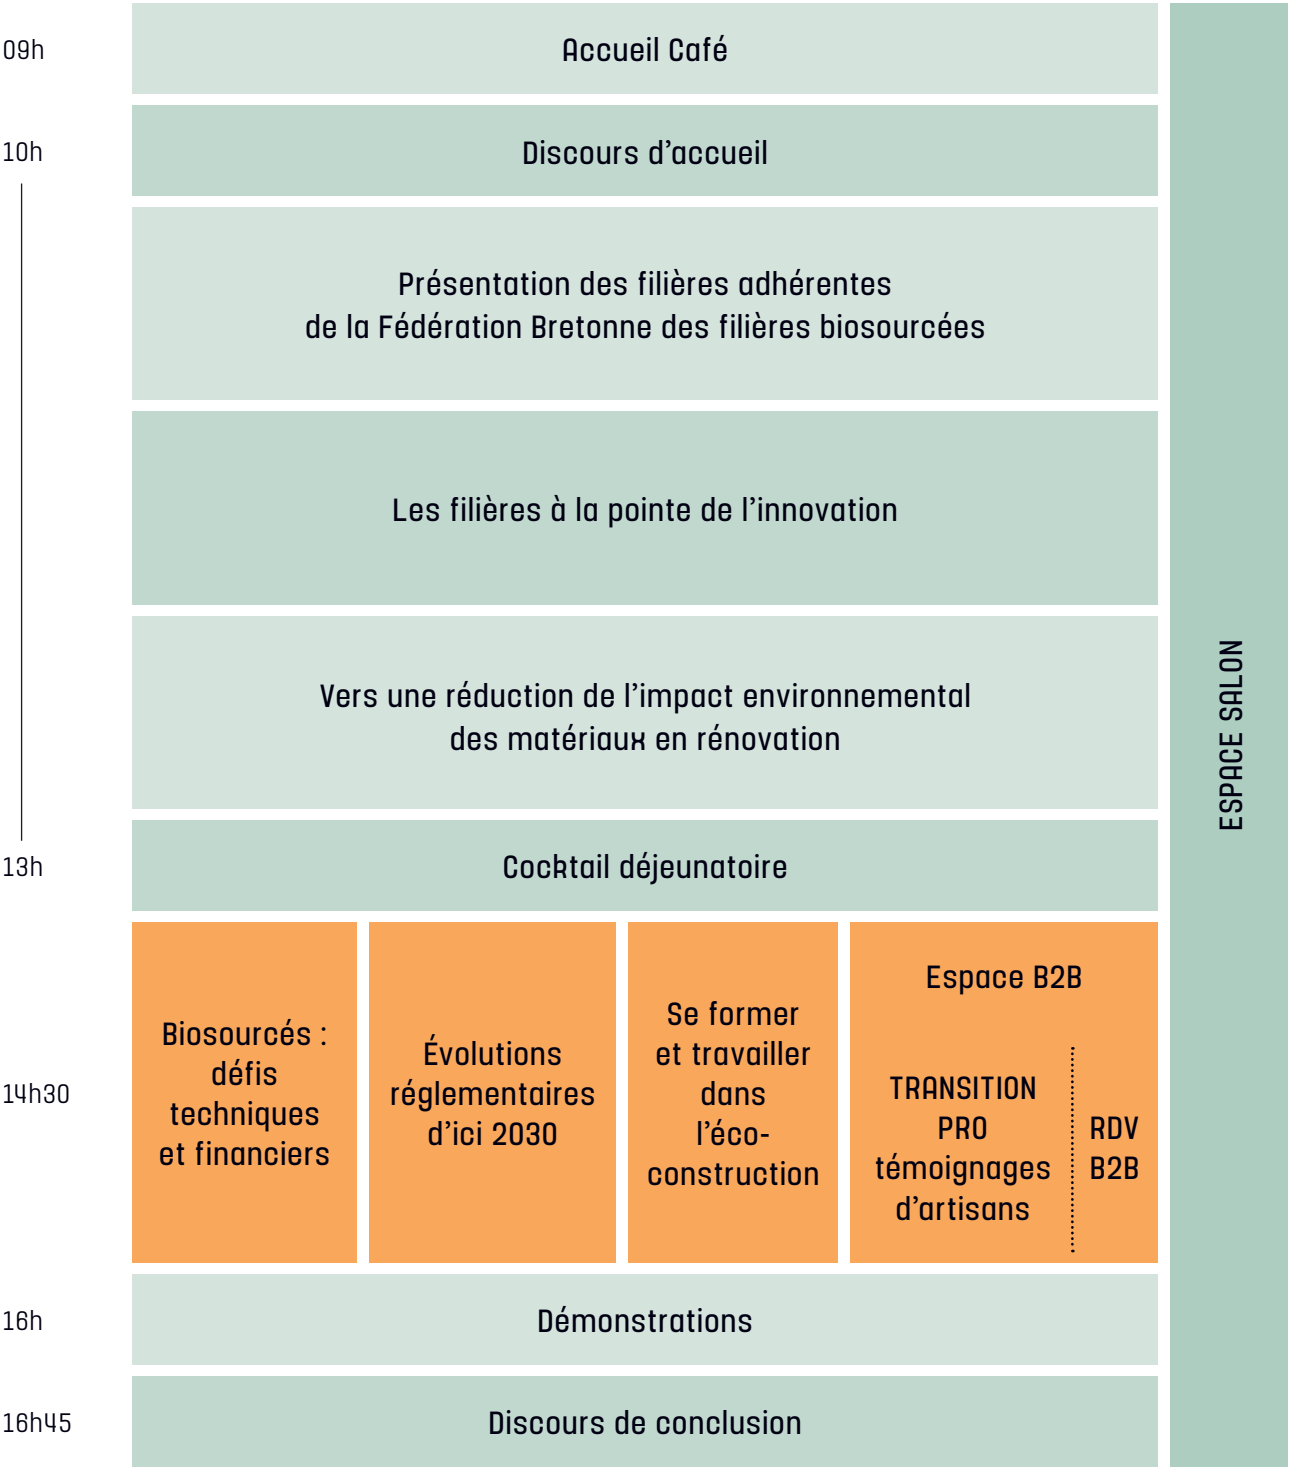 09h
Accueil Café
10h
Discours d’accueil
Présentation des filières adhérentes
de la Fédération Bretonne des filières biosourcées
Les filières à la pointe de l’innovation
Vers une réduction de l’impact environnemental
des matériaux en rénovation
13h
Cocktail déjeunatoire
14h30
Biosourcés :
défis
techniques
et financiers
Évolutions
réglementaires
d’ici 2030
Se former
et travailler
dans
l’éco-
construction
Espace B2B
TRANSITION
PRO
témoignages
d’artisans
RDV
B2B
16h
Démonstrations
16h45
Discours de conclusion
ESPACE SALON